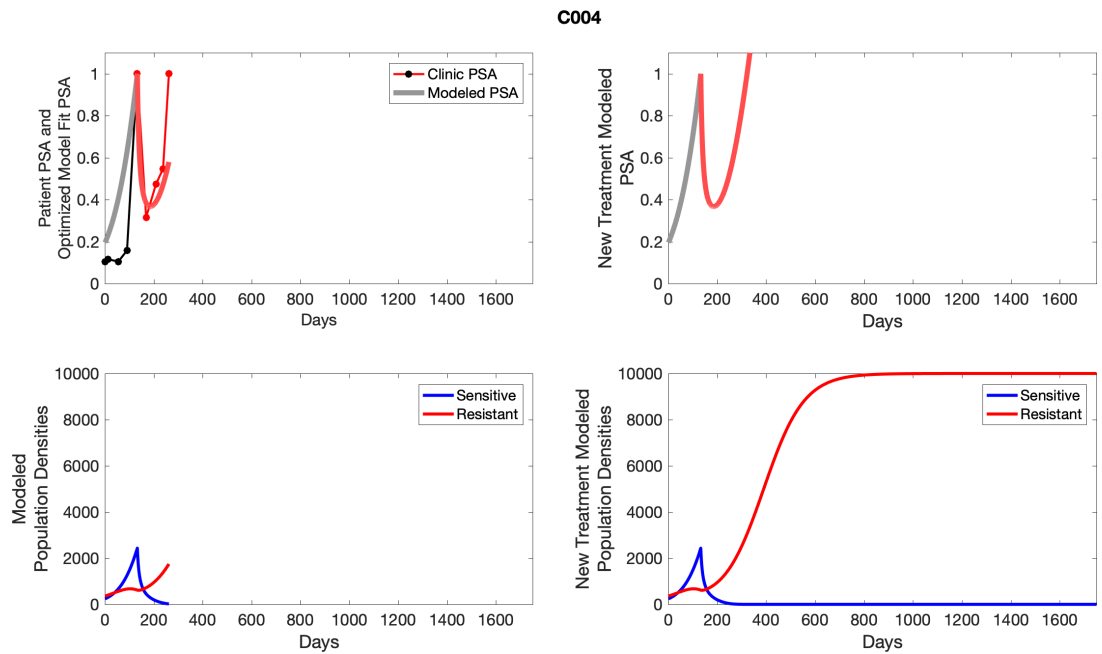 C004
Patient PSA and
Optimized Model Fit PSA
1
0.8
0.6
0.4
0.2
0
0 200 400 600 800 1000 1200 1400 1600
Days
Clinic PSA
Modeled PSA
New Treatment Modeled
PSA
1
0.8
0.6
0.4
0.2
0
0 200 400 600 800 1000 1200 1400 1600
Days
Modeled
Population Densities
10000
8000
6000
4000
2000
0
0 200 400 600 800 1000 1200 1400 1600
Days
Sensitive
Resistant
New Treatment Modeled
Population Densities
10000
8000
6000
4000
2000
0
0 200 400 600 800 1000 1200 1400 1600
Days
Sensitive
Resistant